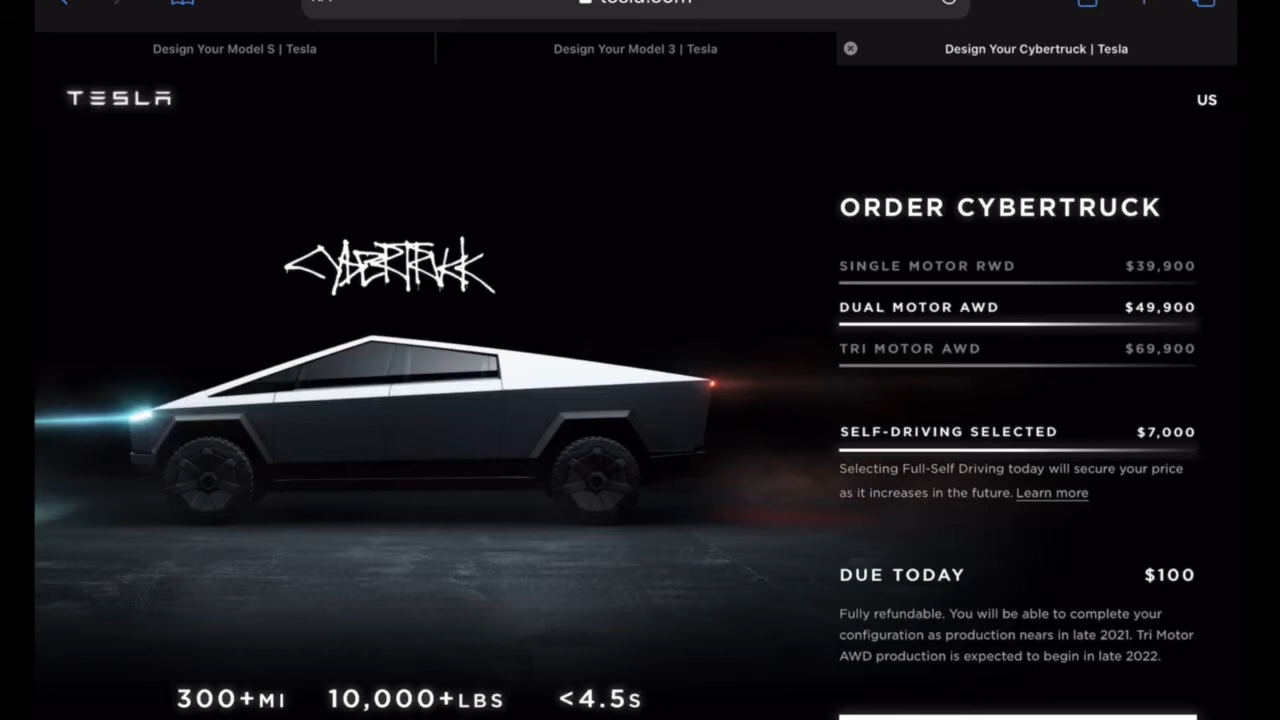 Design Your Model S | Tesla
Design Your Model 3 | Tesla
Design Your Cybertruck | Tesla
TESLA
US
CYBERTRUCK
ORDER CYBERTRUCK
SINGLE MOTOR RWD $39,900
DUAL MOTOR AWD $49,900
TRI MOTOR AWD $69,900
SELF-DRIVING SELECTED $7,000
Selecting Full-Self Driving today will secure your price
as it increases in the future. Learn more
DUE TODAY $100
Fully refundable. You will be able to complete your
configuration as production nears in late 2021. Tri Motor
AWD production is expected to begin in late 2022.
300+MI 10,000+LBS <4.5S